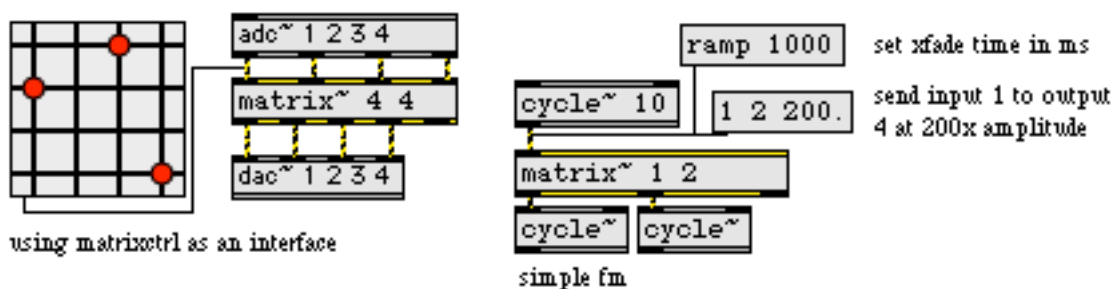 adc~ 1 2 3 4
matrix~ 4 4
dac~ 1 2 3 4
using matrixctrl as an interface
ramp 1000
set xfade time in ms
cycle~ 10
1 2 200.
send input 1 to output
4 at 200x amplitude
matrix~ 1 2
cycle~
cycle~
simple fm